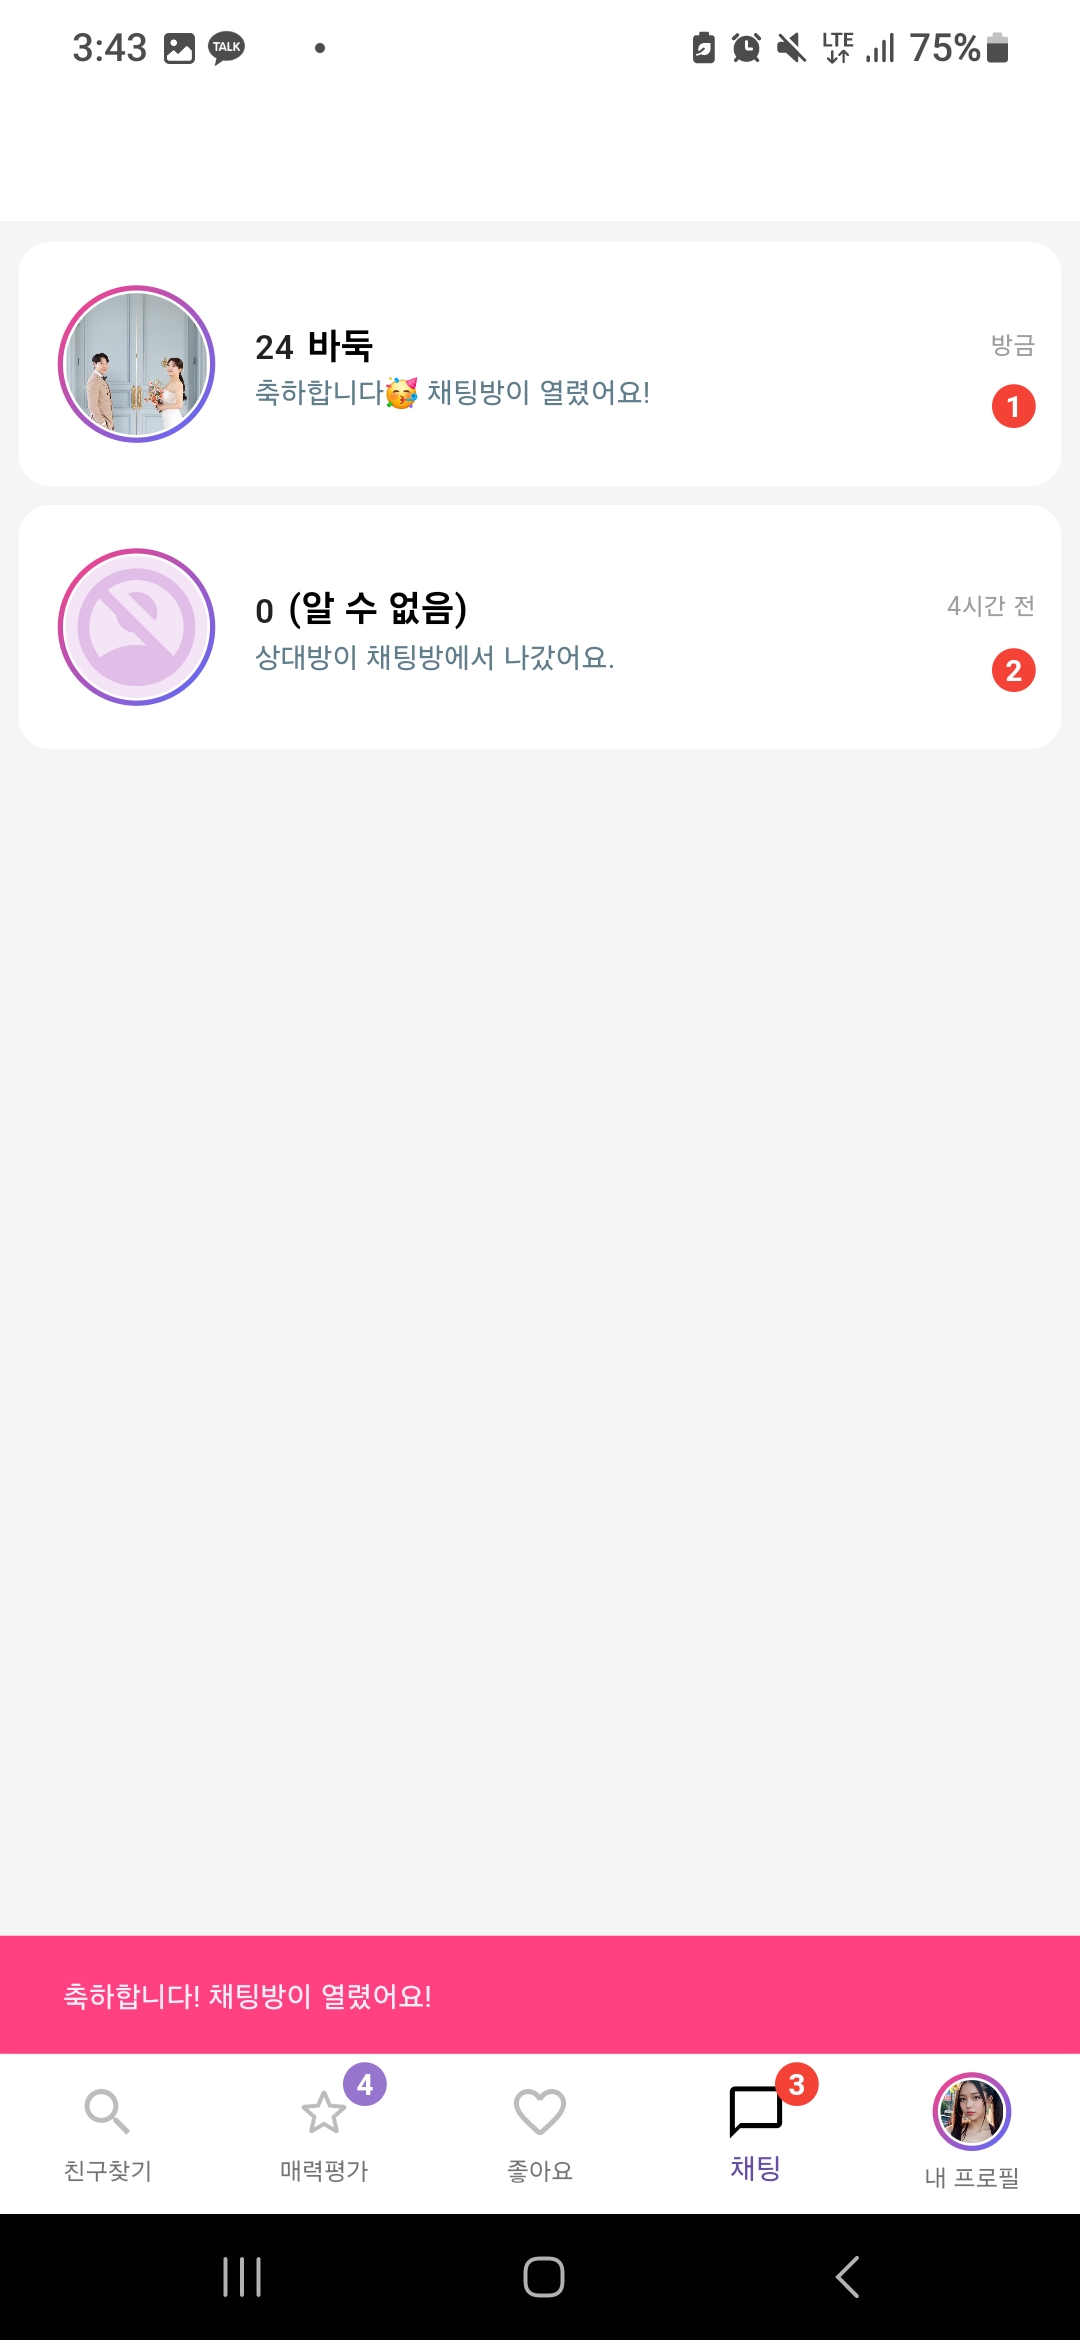 3:43 TALK LTE 75%
24 바둑
방금
축하합니다🥳 채팅방이 열렸어요!
1
0 (알 수 없음)
4시간 전
상대방이 채팅방에서 나갔어요.
2
축하합니다! 채팅방이 열렸어요!
4
3
친구찾기
매력평가
좋아요
채팅
내 프로필